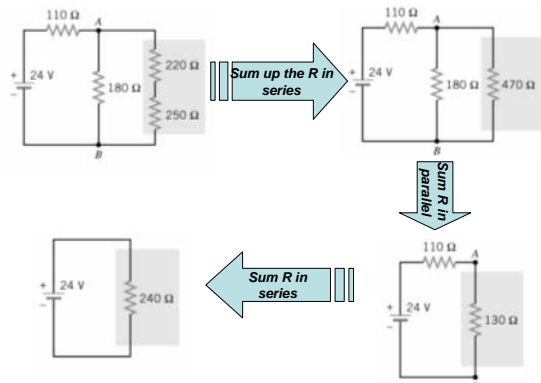 110 Ω
A
+ 24 V
−
180 Ω
220 Ω
250 Ω
B
Sum up the R in
series
110 Ω
A
+ 24 V
−
180 Ω
470 Ω
B
Sum R in
parallel
110 Ω
A
+ 24 V
−
130 Ω
Sum R in
series
+ 24 V
−
240 Ω